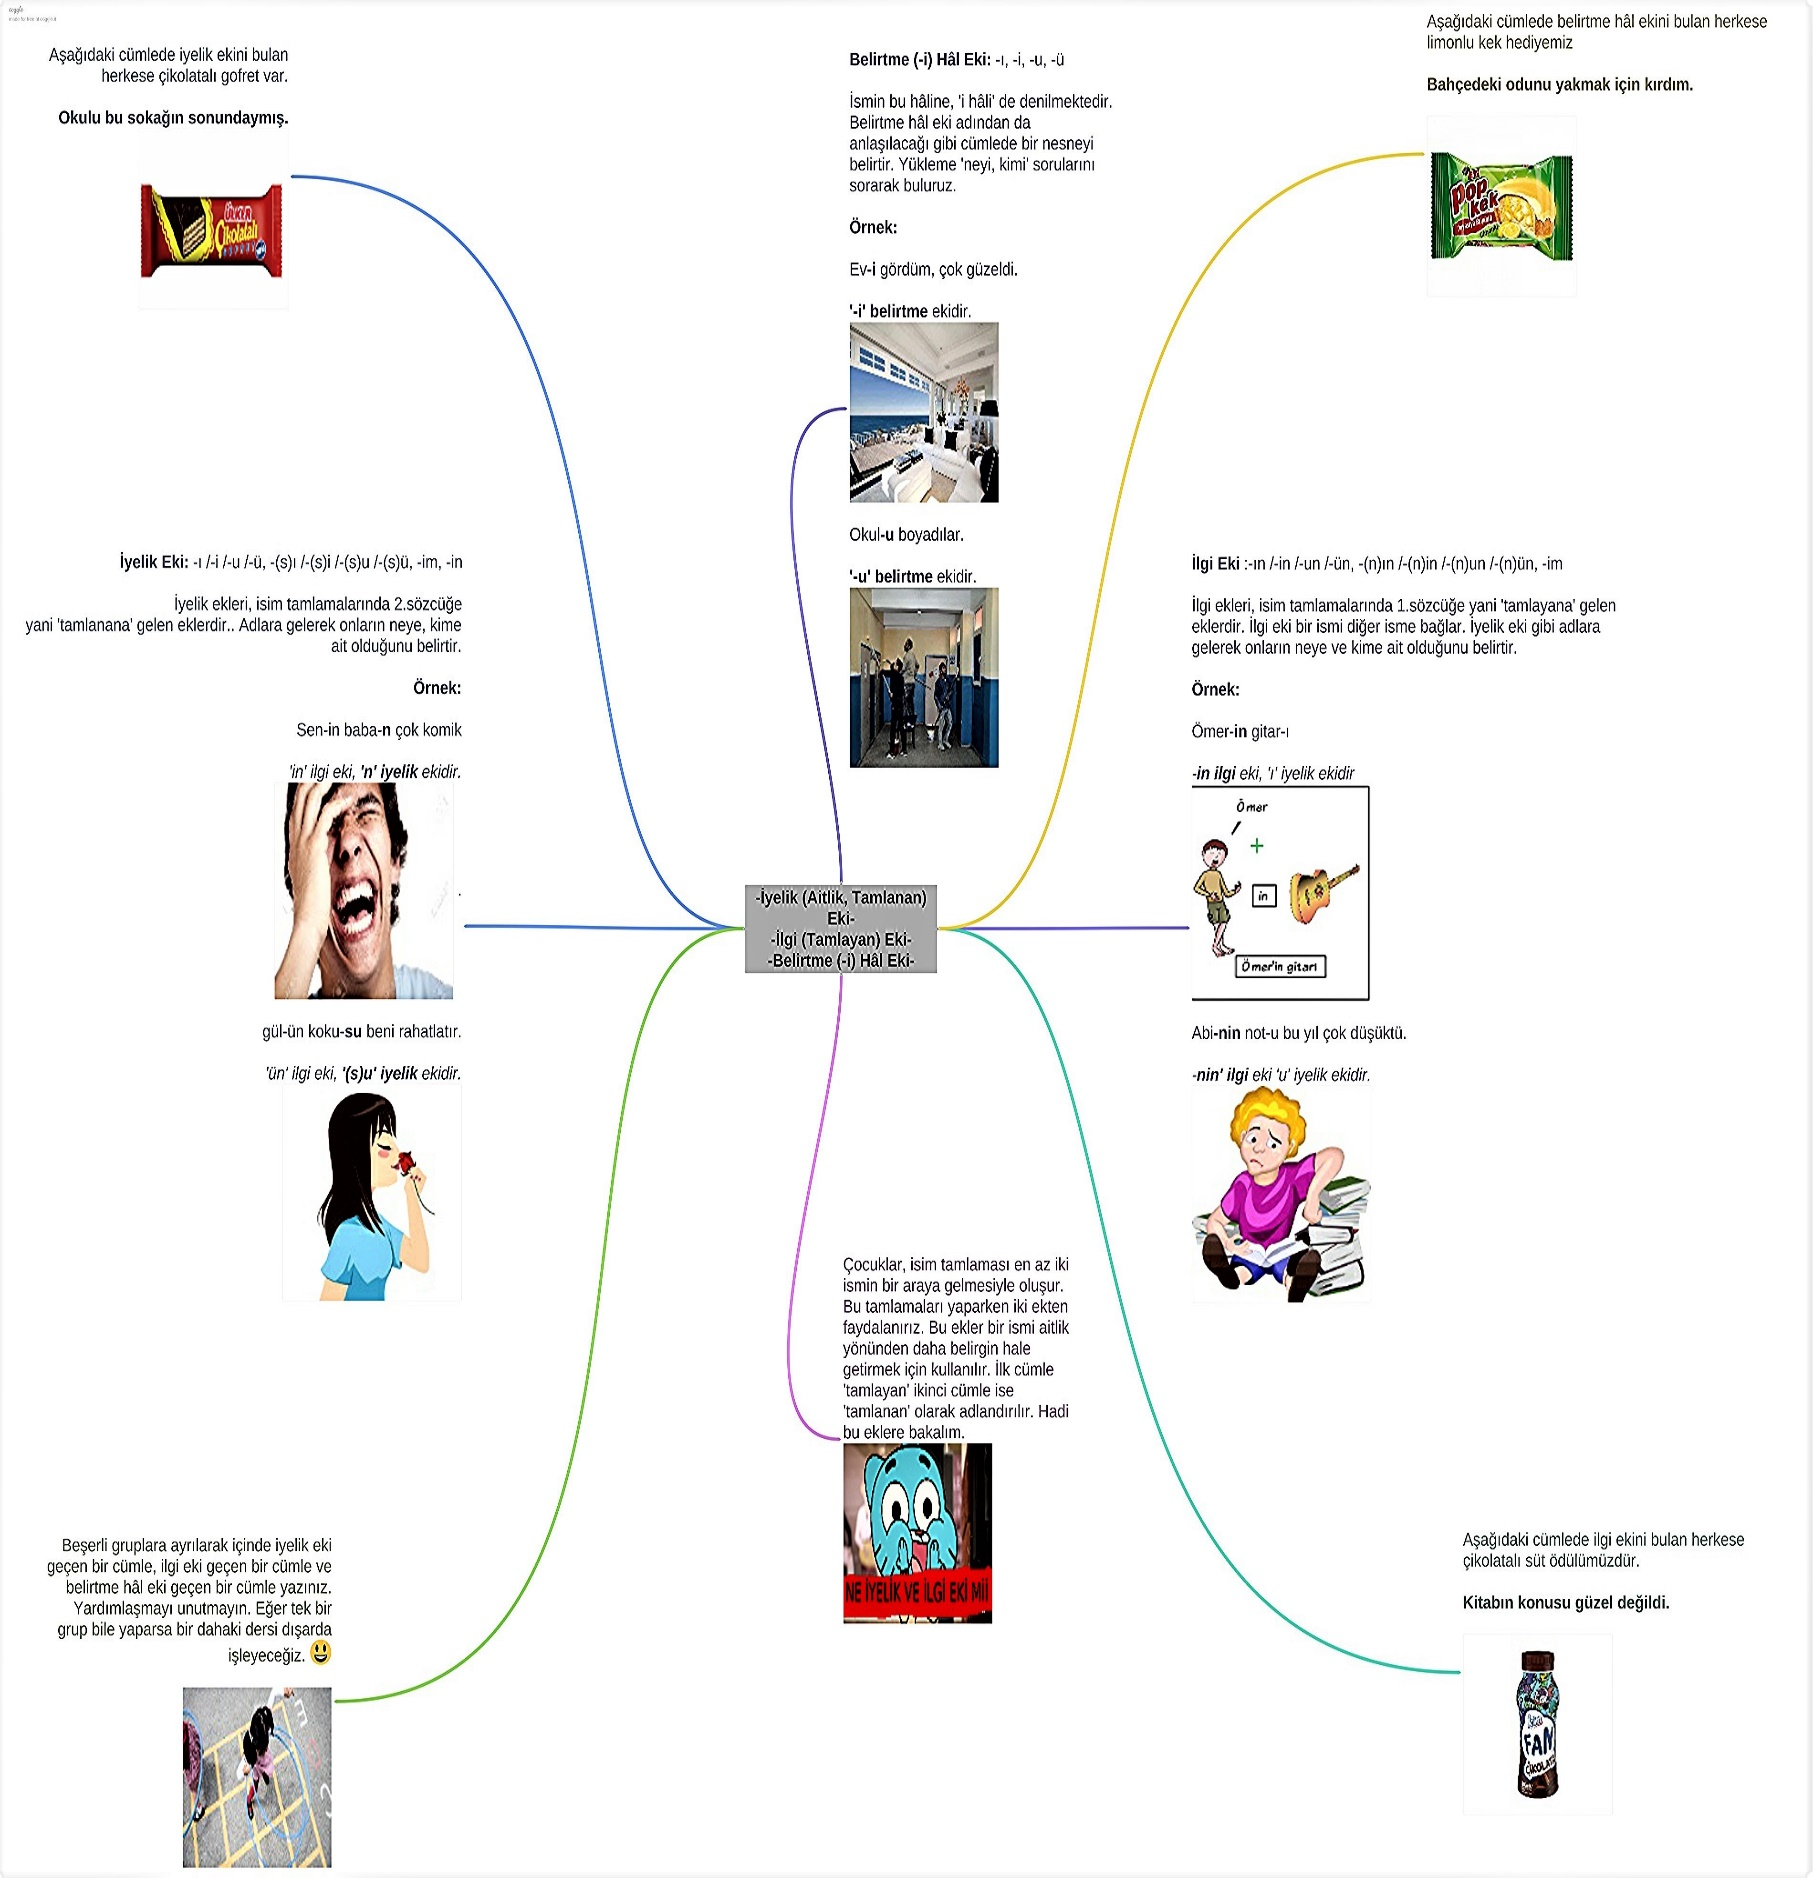 coggle
Aşağıdaki cümlede iyelik ekini bulan
herkese çikolatalı gofret var.
Okulu bu sokağın sonundaymış.
ÜLKER
Çikolatalı
Belirtme (-i) Hâl Eki: -ı, -i, -u, -ü
İsmin bu hâline, 'i hâli' de denilmektedir.
Belirtme hâl eki adından da
anlaşılacağı gibi cümlede bir nesneyi
belirtir. Yükleme 'neyi, kimi' sorularını
sorarak buluruz.
Örnek:
Ev-i gördüm, çok güzeldi.
'-i' belirtme ekidir.
Okul-u boyadılar.
'-u' belirtme ekidir.
Aşağıdaki cümlede belirtme hâl ekini bulan herkese
limonlu kek hediyemiz
Bahçedeki odunu yakmak için kırdım.
Pop
kek
İyelik Eki: -ı /-i /-u /-ü, -(s)ı /-(s)i /-(s)u /-(s)ü, -im, -in
İyelik ekleri, isim tamlamalarında 2.sözcüğe
yani 'tamlanana' gelen eklerdir.. Adlara gelerek onların neye, kime
ait olduğunu belirtir.
Örnek:
Sen-in baba-n çok komik
'in' ilgi eki, 'n' iyelik ekidir.
.
gül-ün koku-su beni rahatlatır.
'ün' ilgi eki, '(s)u' iyelik ekidir.
-İyelik (Aitlik, Tamlanan)
Eki-
-İlgi (Tamlayan) Eki-
-Belirtme (-i) Hâl Eki-
İlgi Eki :-ın /-in /-un /-ün, -(n)ın /-(n)in /-(n)un /-(n)ün, -im
İlgi ekleri, isim tamlamalarında 1.sözcüğe yani 'tamlayana' gelen
eklerdir. İlgi eki bir ismi diğer isme bağlar. İyelik eki gibi adlara
gelerek onların neye ve kime ait olduğunu belirtir.
Örnek:
Ömer-in gitar-ı
-in ilgi eki, 'ı' iyelik ekidir
Ömer
+
in
Ömer'in gitarı
Abi-nin not-u bu yıl çok düşüktü.
-nin' ilgi eki 'u' iyelik ekidir.
Çocuklar, isim tamlaması en az iki
ismin bir araya gelmesiyle oluşur.
Bu tamlamaları yaparken iki ekten
faydalanırız. Bu ekler bir ismi aitlik
yönünden daha belirgin hale
getirmek için kullanılır. İlk cümle
'tamlayan' ikinci cümle ise
'tamlanan' olarak adlandırılır. Hadi
bu eklere bakalım.
NE İYELİK VE İLGİ EKİ Mİİ
Beşerli gruplara ayrılarak içinde iyelik eki
geçen bir cümle, ilgi eki geçen bir cümle ve
belirtme hâl eki geçen bir cümle yazınız.
Yardımlaşmayı unutmayın. Eğer tek bir
grup bile yaparsa bir dahaki dersi dışarda
işleyeceğiz. 😃
Aşağıdaki cümlede ilgi ekini bulan herkese
çikolatalı süt ödülümüzdür.
Kitabın konusu güzel değildi.
FAN